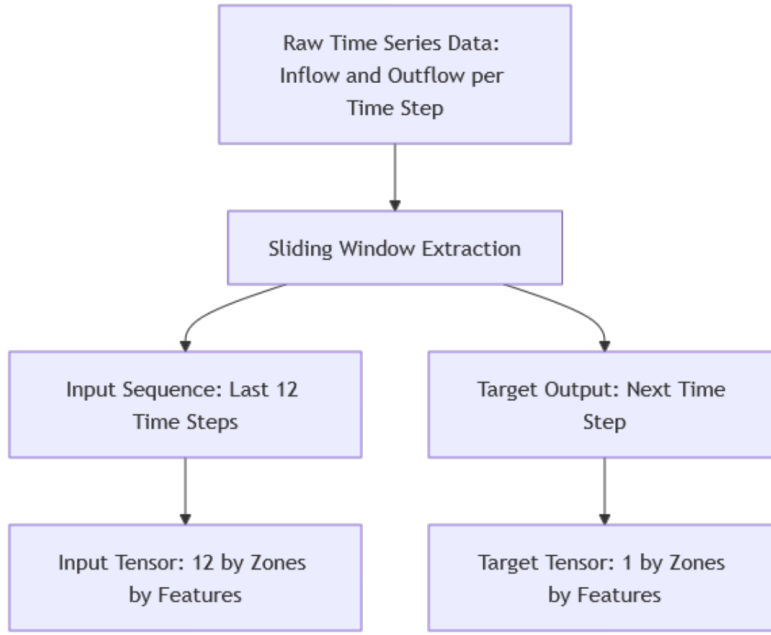 Raw Time Series Data:
Inflow and Outflow per
Time Step
Sliding Window Extraction
Input Sequence: Last 12
Time Steps
Target Output: Next Time
Step
Input Tensor: 12 by Zones
by Features
Target Tensor: 1 by Zones
by Features